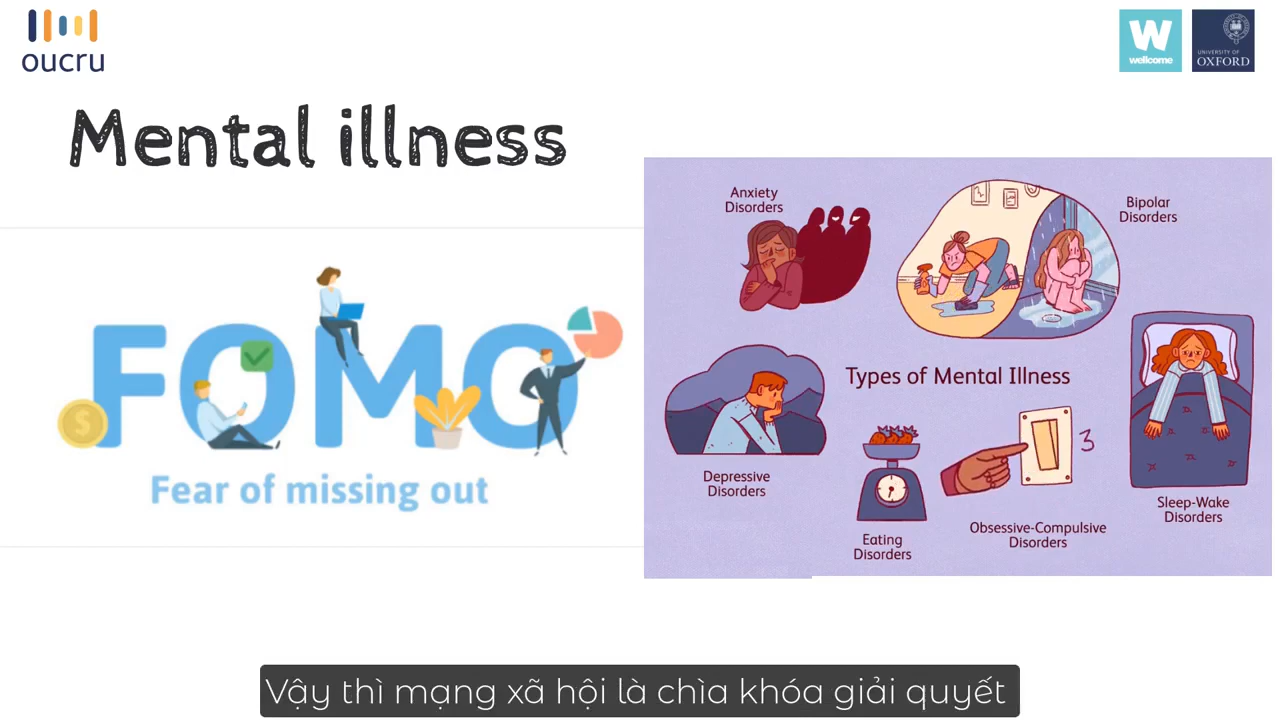 oucru
W
wellcome
UNIVERSITY OF
OXFORD
Mental illness
FOMO
Fear of missing out
$
Anxiety
Disorders
Bipolar
Disorders
Types of Mental Illness
3
Depressive
Disorders
Eating
Disorders
Obsessive-Compulsive
Disorders
Sleep-Wake
Disorders
Vậy thì mạng xã hội là chìa khóa giải quyết